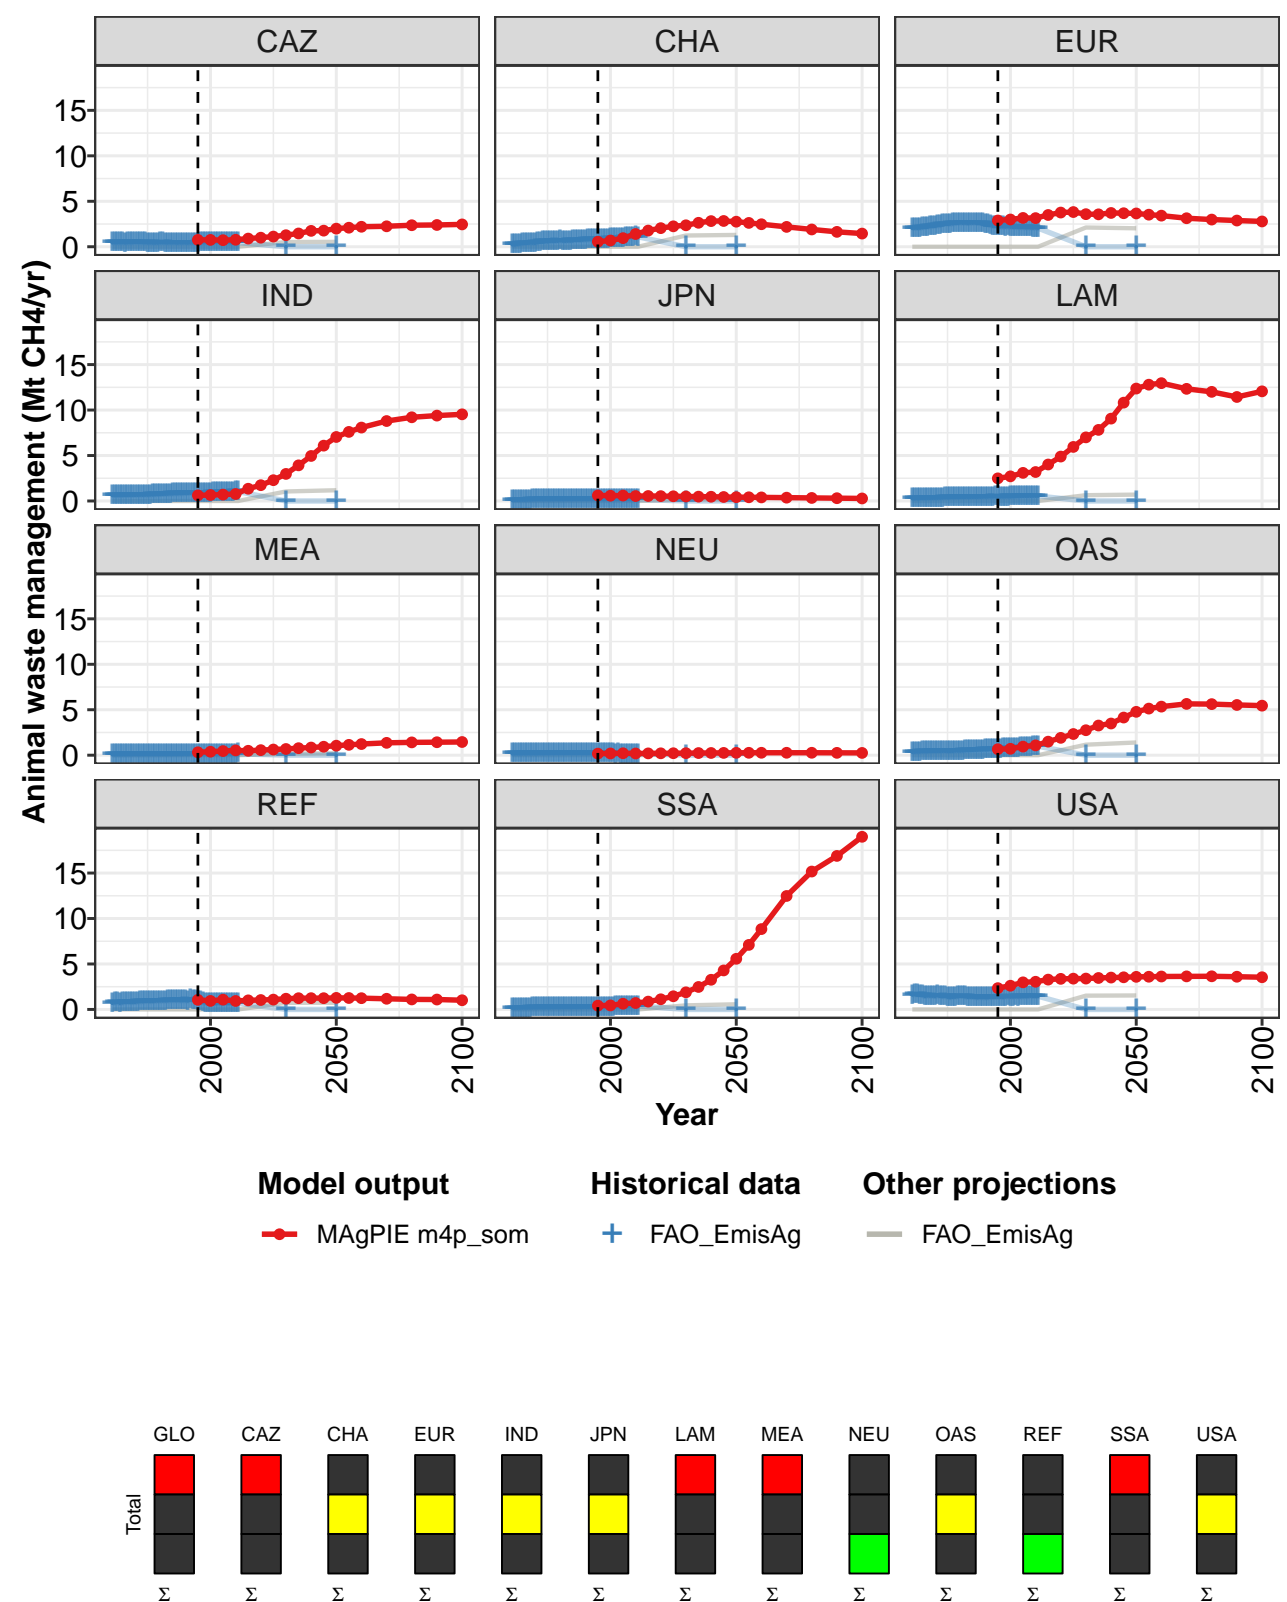 CAZ CHA EUR
15
10
5
0
IND JPN LAM
15
10
5
0
MEA NEU OAS
15
10
5
0
REF SSA USA
15
10
5
0
Animal waste management (Mt CH4/yr)
2000 2050 2100 2000 2050 2100 2000 2050 2100
Year
Model output Historical data Other projections
MAgPIE m4p_som FAO_EmisAg FAO_EmisAg
GLO CAZ CHA EUR IND JPN LAM MEA NEU OAS REF SSA USA
Total
Σ Σ Σ Σ Σ Σ Σ Σ Σ Σ Σ Σ Σ